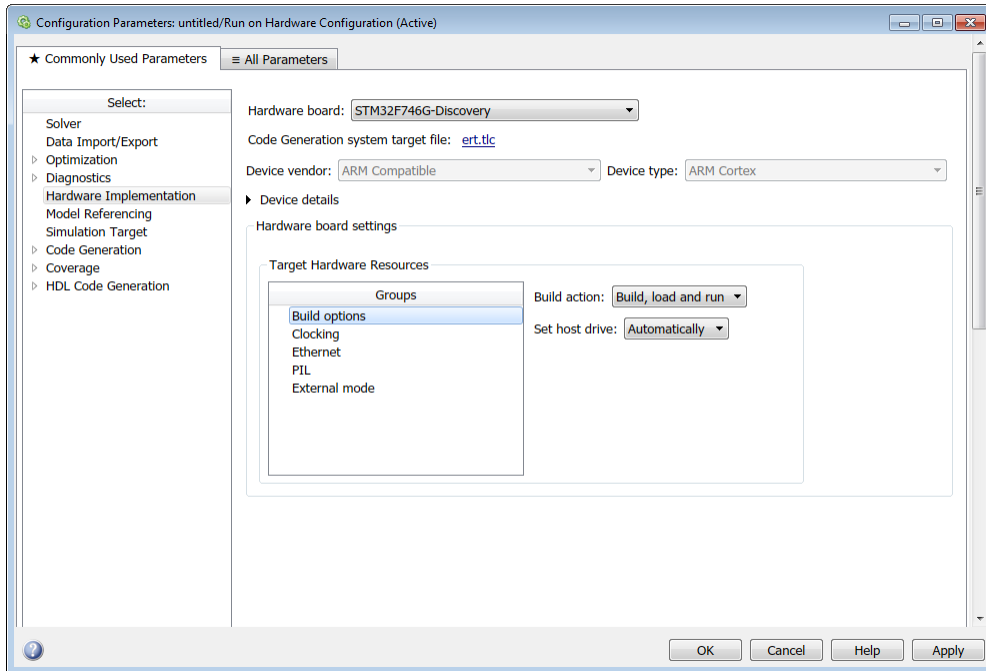 Configuration Parameters: untitled/Run on Hardware Configuration (Active)
★ Commonly Used Parameters
≡ All Parameters
Select:
Solver
Data Import/Export
Optimization
Diagnostics
Hardware Implementation
Model Referencing
Simulation Target
Code Generation
Coverage
HDL Code Generation
Hardware board: STM32F746G-Discovery
Code Generation system target file: ert.tlc
Device vendor: ARM Compatible Device type: ARM Cortex
Device details
Hardware board settings
Target Hardware Resources
Groups
Build options
Clocking
Ethernet
PIL
External mode
Build action: Build, load and run
Set host drive: Automatically
OK Cancel Help Apply